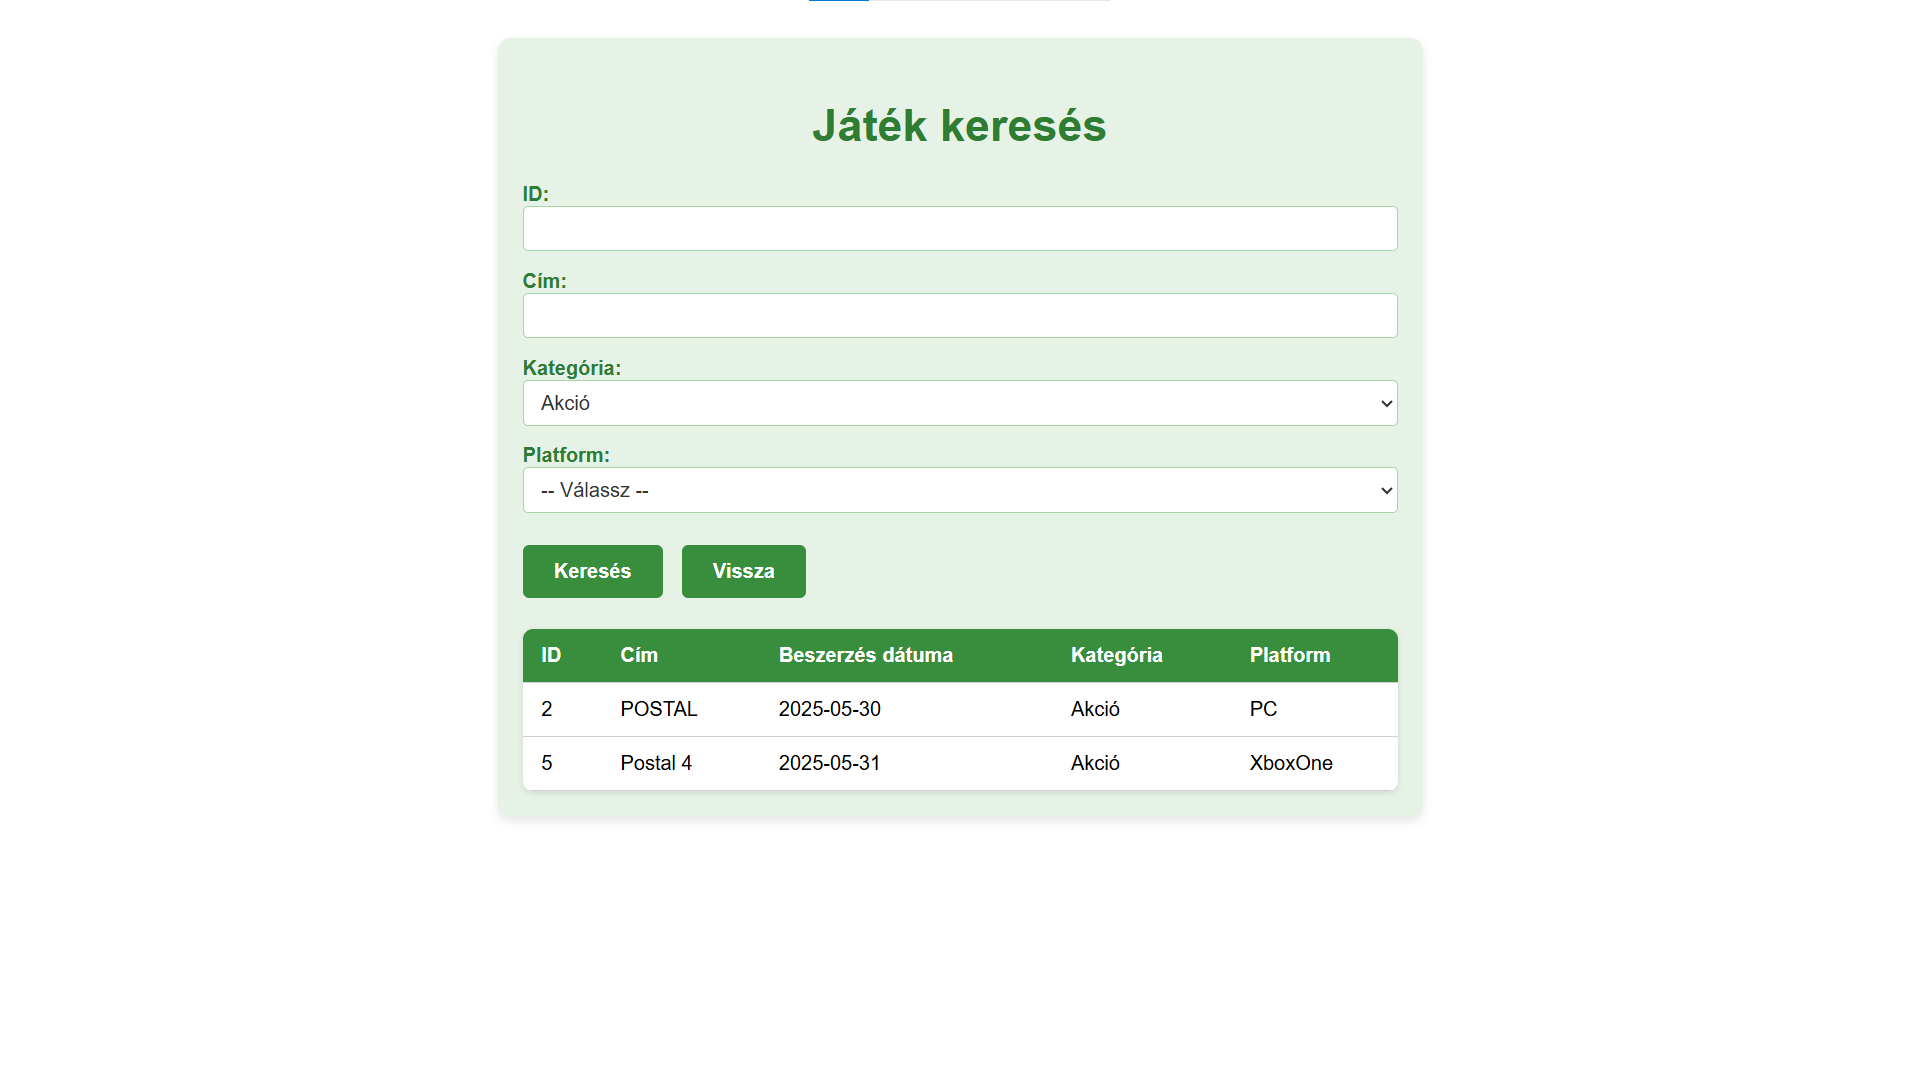 Játék keresés
ID:
Cím:
Kategória:
Akció
Platform:
-- Válassz --
Keresés Vissza
ID Cím Beszerzés dátuma Kategória Platform
2 POSTAL 2025-05-30 Akció PC
5 Postal 4 2025-05-31 Akció XboxOne